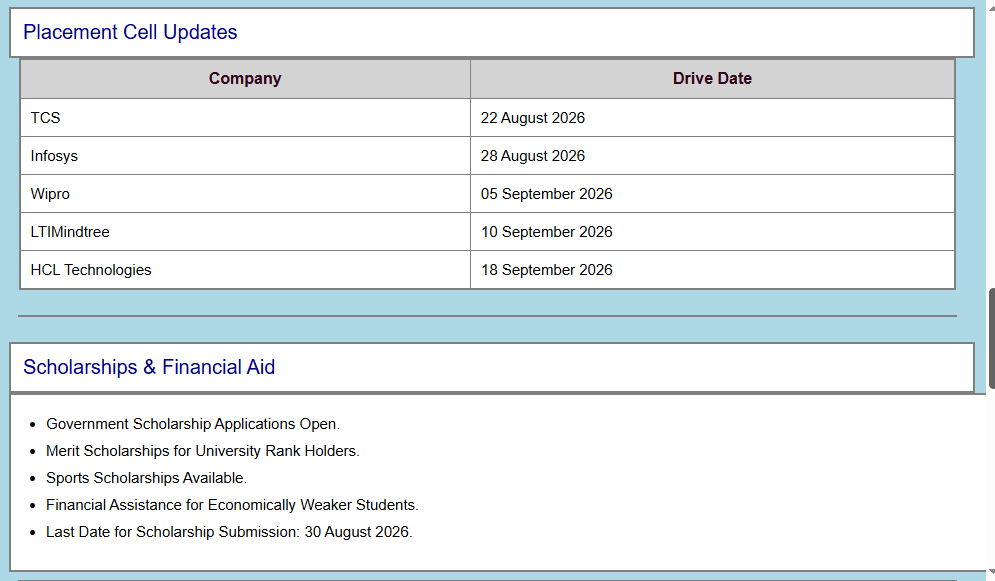 Placement Cell Updates
Company Drive Date
TCS 22 August 2026
Infosys 28 August 2026
Wipro 05 September 2026
LTIMindtree 10 September 2026
HCL Technologies 18 September 2026
Scholarships & Financial Aid
• Government Scholarship Applications Open.
• Merit Scholarships for University Rank Holders.
• Sports Scholarships Available.
• Financial Assistance for Economically Weaker Students.
• Last Date for Scholarship Submission: 30 August 2026.